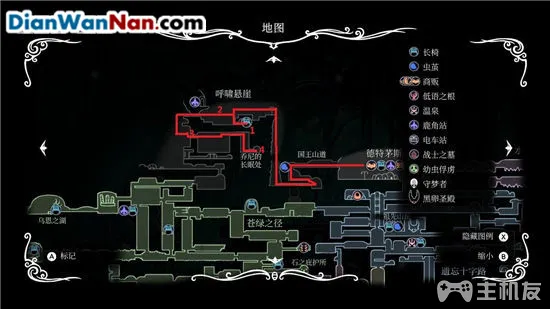 DianWanNan.com
地图
呼啸悬崖
2
1
3
4
乔尼的
长眠处
国王山道
德特茅斯
乌恩之湖
苍绿之径
石之庇护所
遗忘十字路
长椅
虫茧
商贩
低语之根
温泉
鹿角站
电车站
战士之墓
幼虫俘虏
守梦者
黑卵圣殿
A
标记
隐藏图例 X
缩小
主机友